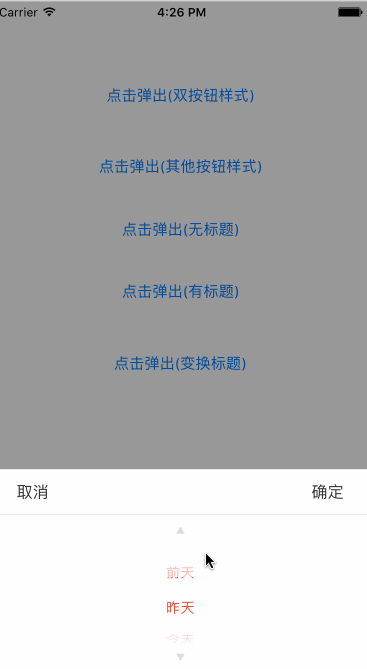 Carrier 4:26 PM
点击弹出(双按钮样式)
点击弹出(其他按钮样式)
点击弹出(无标题)
点击弹出(有标题)
点击弹出(变换标题)
取消 确定
前天
昨天
今天